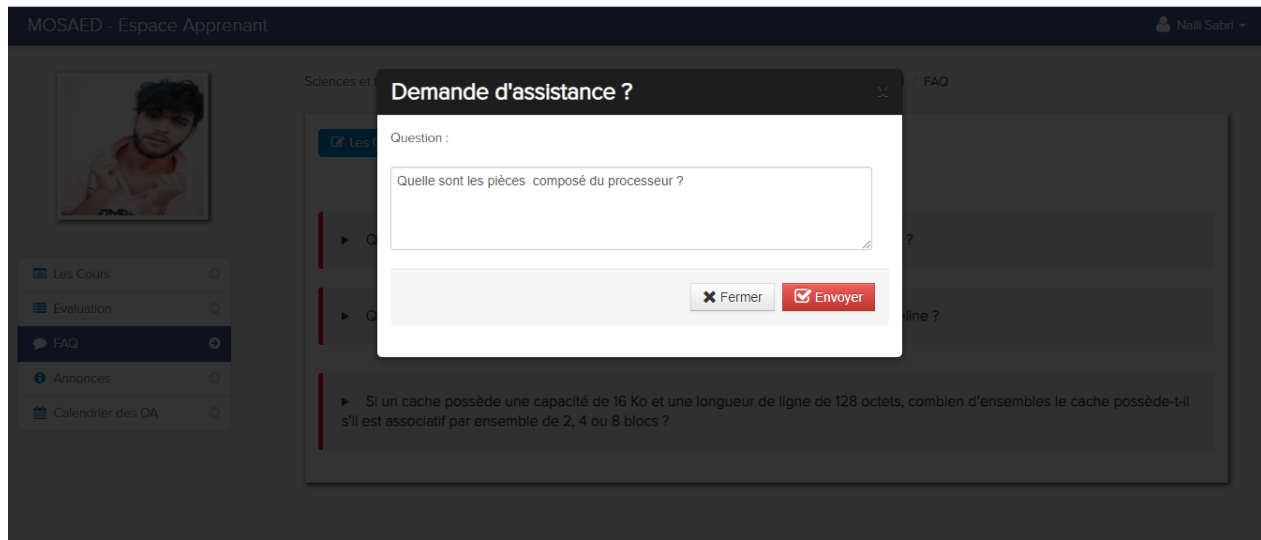 MOSAED - Espace Apprenant
Naili Sabri
Sciences et
/ FAQ
Demande d'assistance ?
x
Question :
Les
Quelle sont les pièces composé du processeur ?
?
Fermer
Envoyer
Les Cours
Evaluation
FAQ
Annonces
Calendrier des OA
Si un cache possède une capacité de 16 Ko et une longueur de ligne de 128 octets, combien d'ensembles le cache possède-t-il
s'il est associatif par ensemble de 2, 4 ou 8 blocs ?